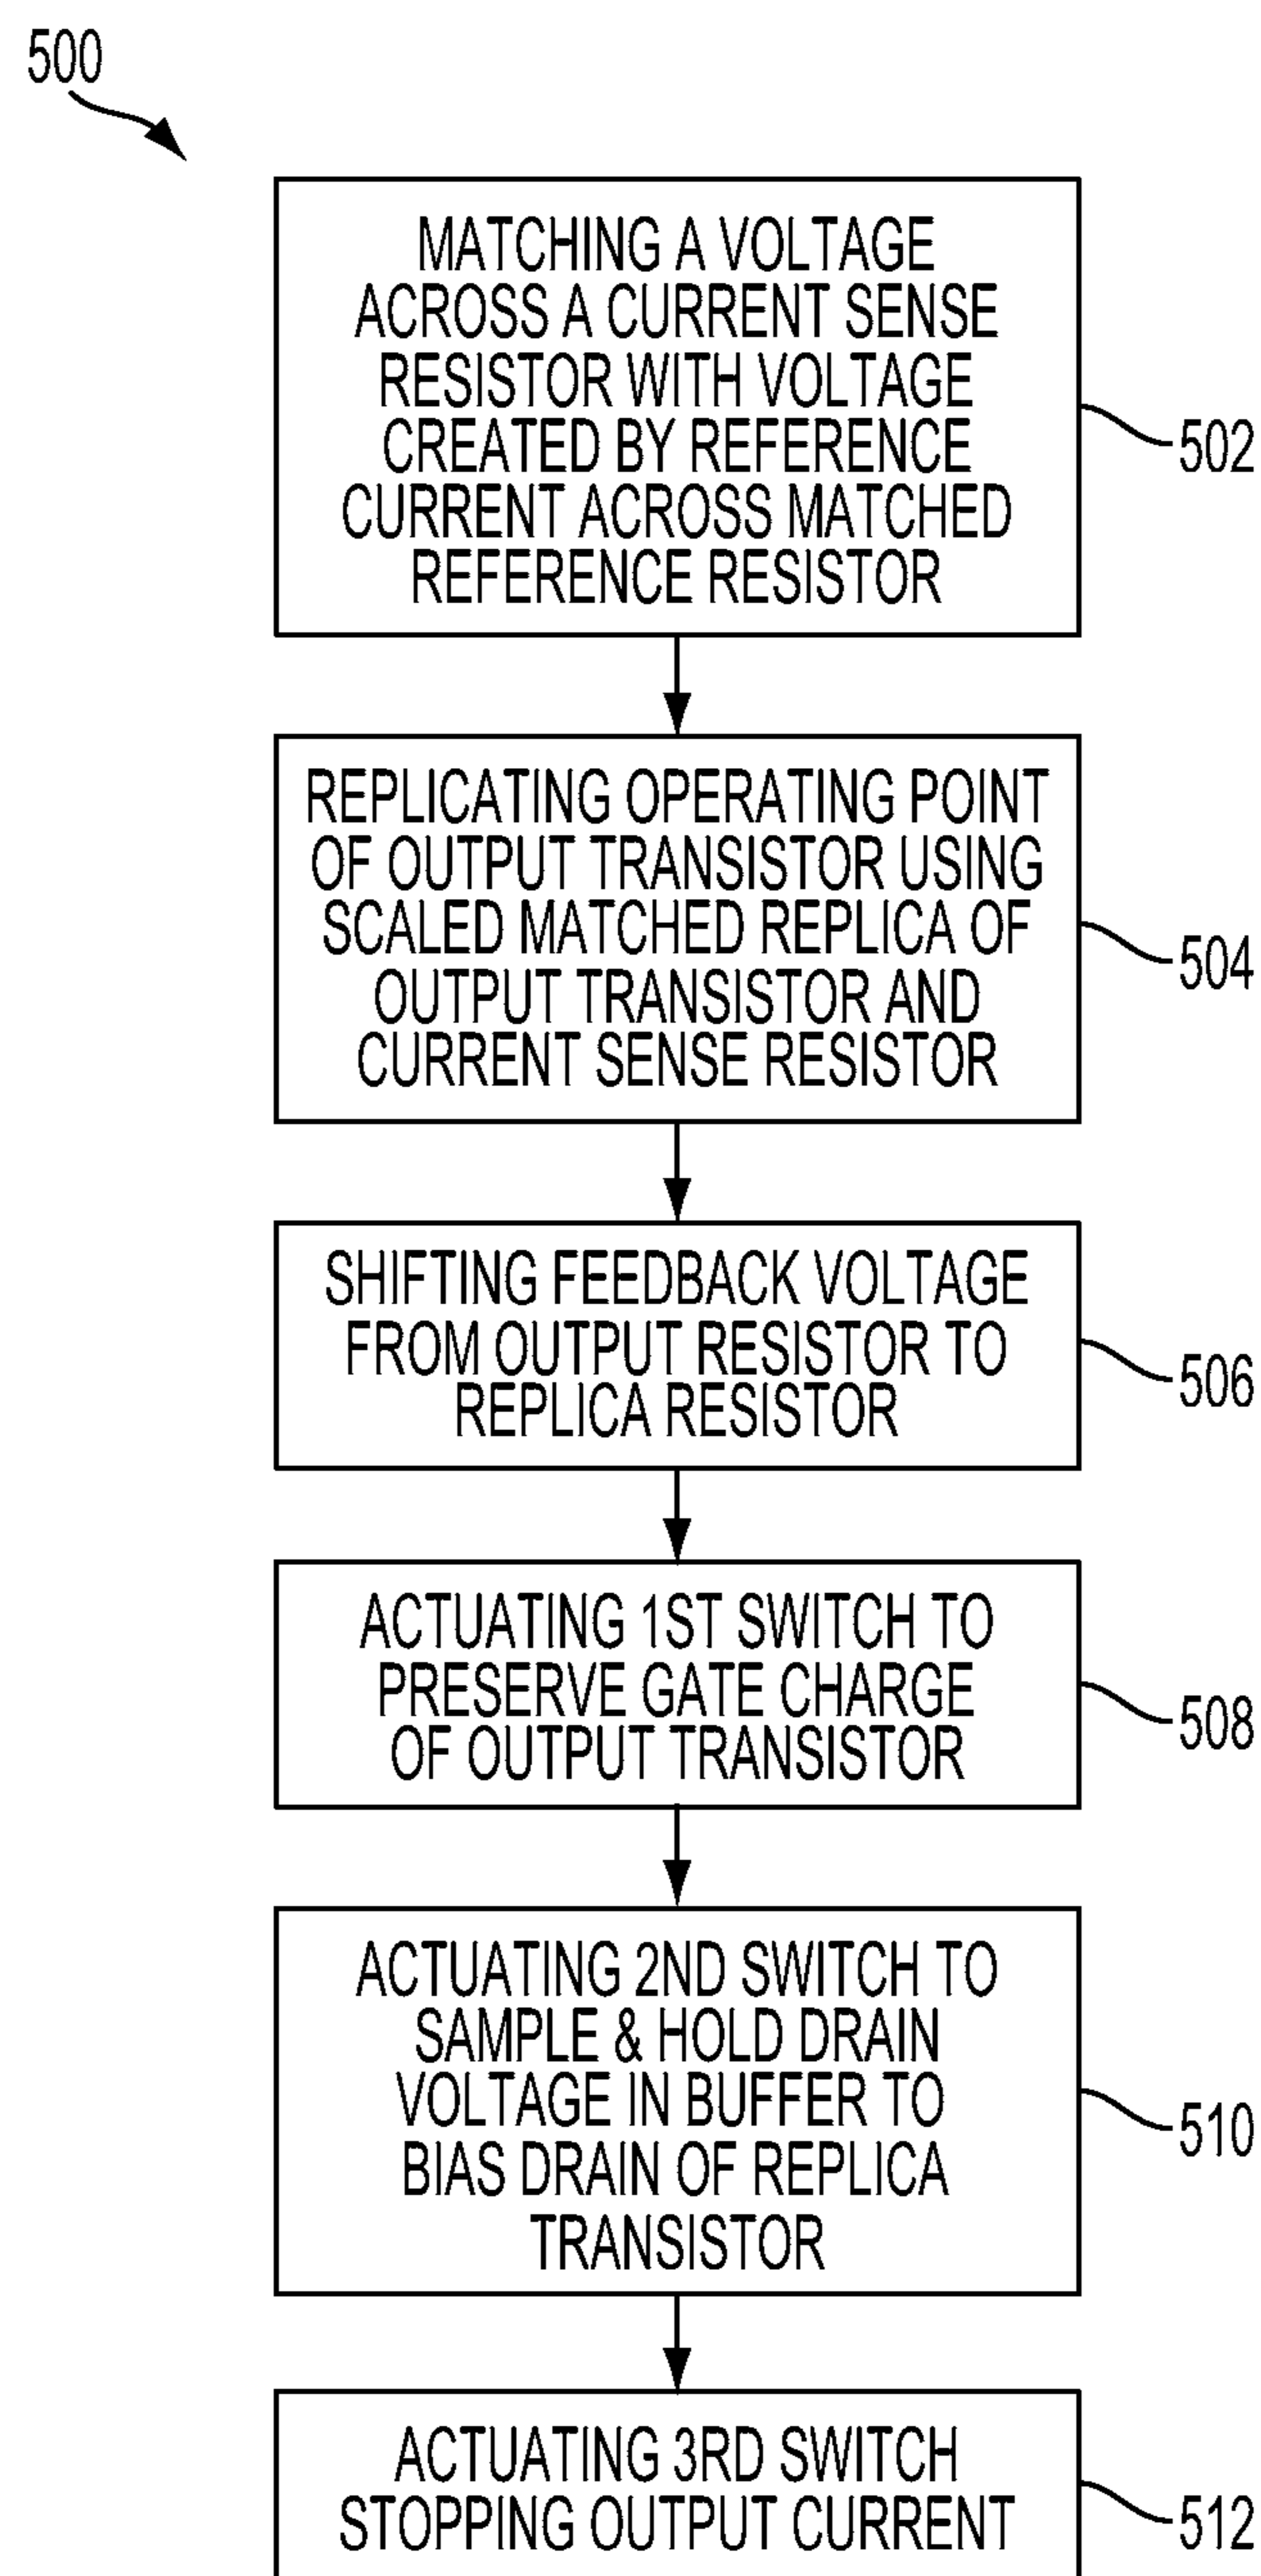 500
MATCHING A VOLTAGE
ACROSS A CURRENT SENSE
RESISTOR WITH VOLTAGE
CREATED BY REFERENCE
CURRENT ACROSS MATCHED
REFERENCE RESISTOR
502
REPLICATING OPERATING POINT
OF OUTPUT TRANSISTOR USING
SCALED MATCHED REPLICA OF
OUTPUT TRANSISTOR AND
CURRENT SENSE RESISTOR
504
SHIFTING FEEDBACK VOLTAGE
FROM OUTPUT RESISTOR TO
REPLICA RESISTOR
506
ACTUATING 1ST SWITCH TO
PRESERVE GATE CHARGE
OF OUTPUT TRANSISTOR
508
ACTUATING 2ND SWITCH TO
SAMPLE & HOLD DRAIN
VOLTAGE IN BUFFER TO
BIAS DRAIN OF REPLICA
TRANSISTOR
510
ACTUATING 3RD SWITCH
STOPPING OUTPUT CURRENT
512